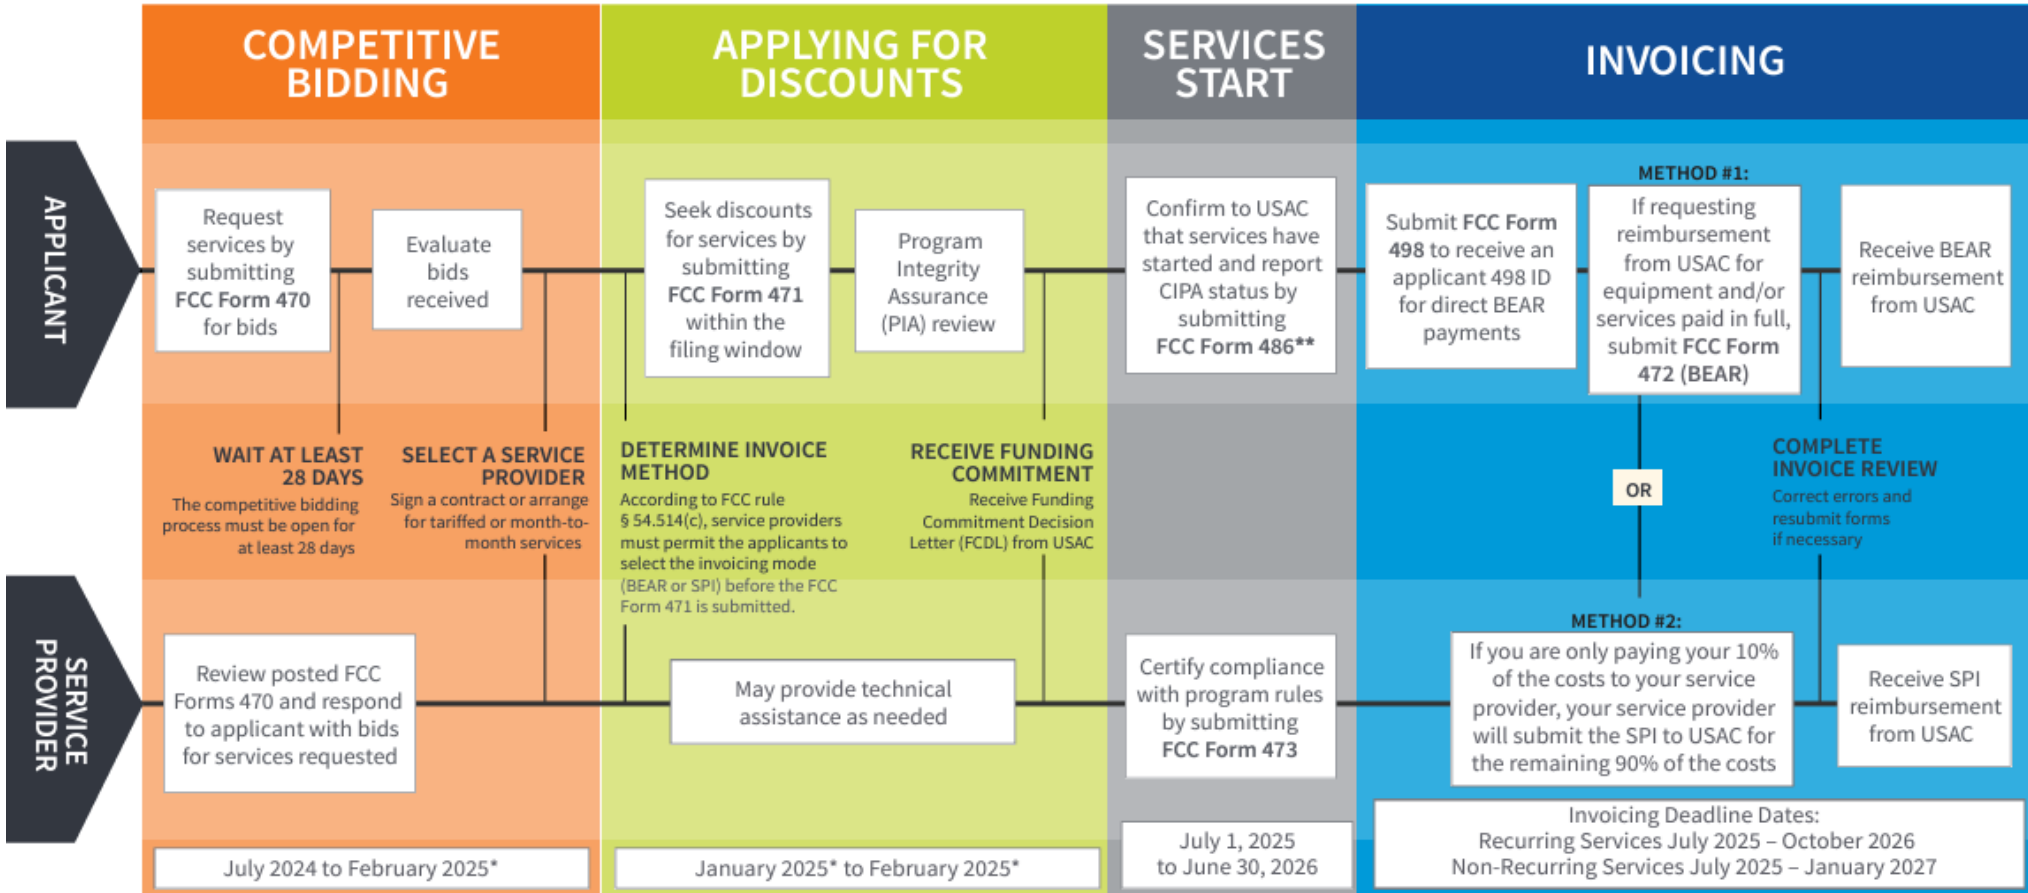 COMPETITIVE
BIDDING
APPLYING FOR
DISCOUNTS
SERVICES
START
INVOICING
APPLICANT
Request
services by
submitting
FCC Form 470
for bids
Evaluate
bids
received
Seek discounts
for services by
submitting
FCC Form 471
within the
filing window
Program
Integrity
Assurance
(PIA) review
Confirm to USAC
that services have
started and report
CIPA status by
submitting
FCC Form 486**
Submit FCC Form
498 to receive an
applicant 498 ID
for direct BEAR
payments
METHOD #1:
If requesting
reimbursement
from USAC for
equipment and/or
services paid in full,
submit FCC Form
472 (BEAR)
Receive BEAR
reimbursement
from USAC
WAIT AT LEAST
28 DAYS
The competitive bidding
process must be open for
at least 28 days
SELECT A SERVICE
PROVIDER
Sign a contract or arrange
for tariffed or month-to-
month services
DETERMINE INVOICE
METHOD
According to FCC rule
§ 54.514(c), service providers
must permit the applicants to
select the invoicing mode
(BEAR or SPI) before the FCC
Form 471 is submitted.
RECEIVE FUNDING
COMMITMENT
Receive Funding
Commitment Decision
Letter (FCDL) from USAC
OR
COMPLETE
INVOICE REVIEW
Correct errors and
resubmit forms
if necessary
SERVICE
PROVIDER
Review posted FCC
Forms 470 and respond
to applicant with bids
for services requested
May provide technical
assistance as needed
Certify compliance
with program rules
by submitting
FCC Form 473
METHOD #2:
If you are only paying your 10%
of the costs to your service
provider, your service provider
will submit the SPI to USAC for
the remaining 90% of the costs
Receive SPI
reimbursement
from USAC
July 2024 to February 2025*
January 2025* to February 2025*
July 1, 2025
to June 30, 2026
Invoicing Deadline Dates:
Recurring Services July 2025 – October 2026
Non-Recurring Services July 2025 – January 2027